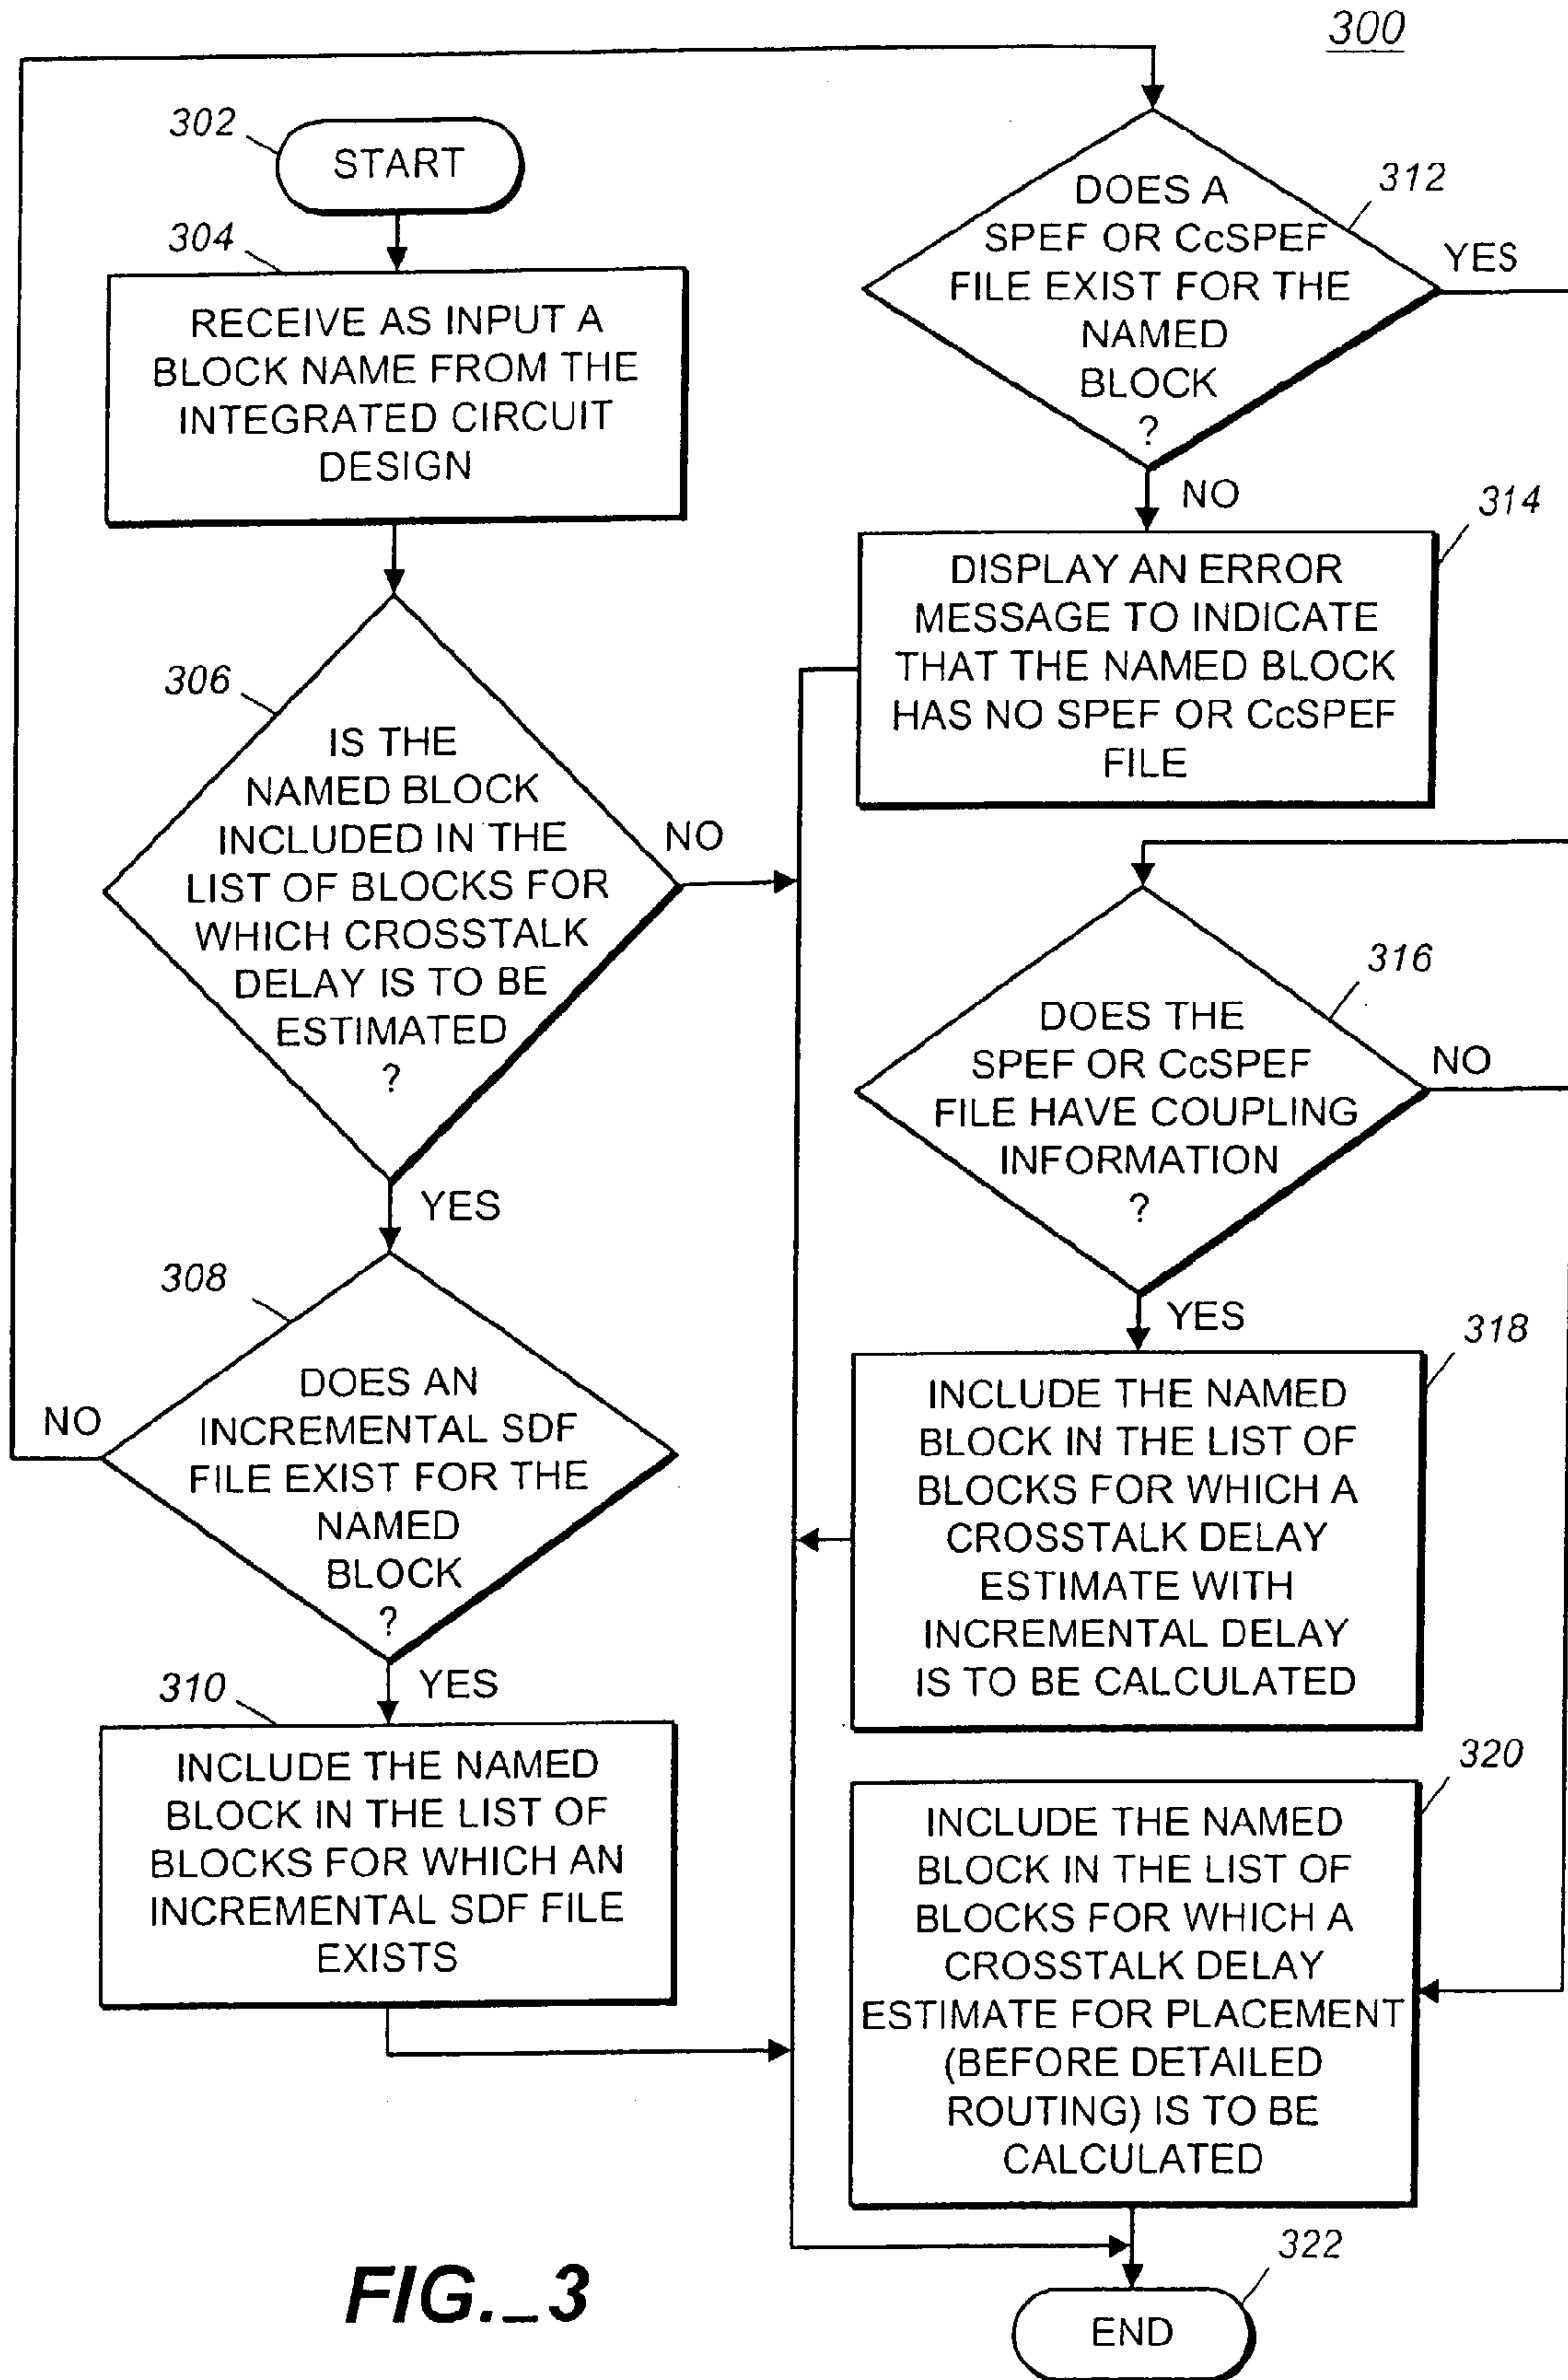 300
302
START
304
RECEIVE AS INPUT A
BLOCK NAME FROM THE
INTEGRATED CIRCUIT
DESIGN
306
IS THE
NAMED BLOCK
INCLUDED IN THE
LIST OF BLOCKS FOR
WHICH CROSSTALK
DELAY IS TO BE
ESTIMATED
?
NO
YES
308
DOES AN
INCREMENTAL SDF
FILE EXIST FOR THE
NAMED
BLOCK
?
NO
YES
310
INCLUDE THE NAMED
BLOCK IN THE LIST OF
BLOCKS FOR WHICH AN
INCREMENTAL SDF FILE
EXISTS
312
DOES A
SPEF OR CcSPEF
FILE EXIST FOR THE
NAMED
BLOCK
?
YES
NO
314
DISPLAY AN ERROR
MESSAGE TO INDICATE
THAT THE NAMED BLOCK
HAS NO SPEF OR CcSPEF
FILE
316
DOES THE
SPEF OR CcSPEF
FILE HAVE COUPLING
INFORMATION
?
NO
YES
318
INCLUDE THE NAMED
BLOCK IN THE LIST OF
BLOCKS FOR WHICH A
CROSSTALK DELAY
ESTIMATE WITH
INCREMENTAL DELAY
IS TO BE CALCULATED
320
INCLUDE THE NAMED
BLOCK IN THE LIST OF
BLOCKS FOR WHICH A
CROSSTALK DELAY
ESTIMATE FOR PLACEMENT
(BEFORE DETAILED
ROUTING) IS TO BE
CALCULATED
322
END
FIG._3